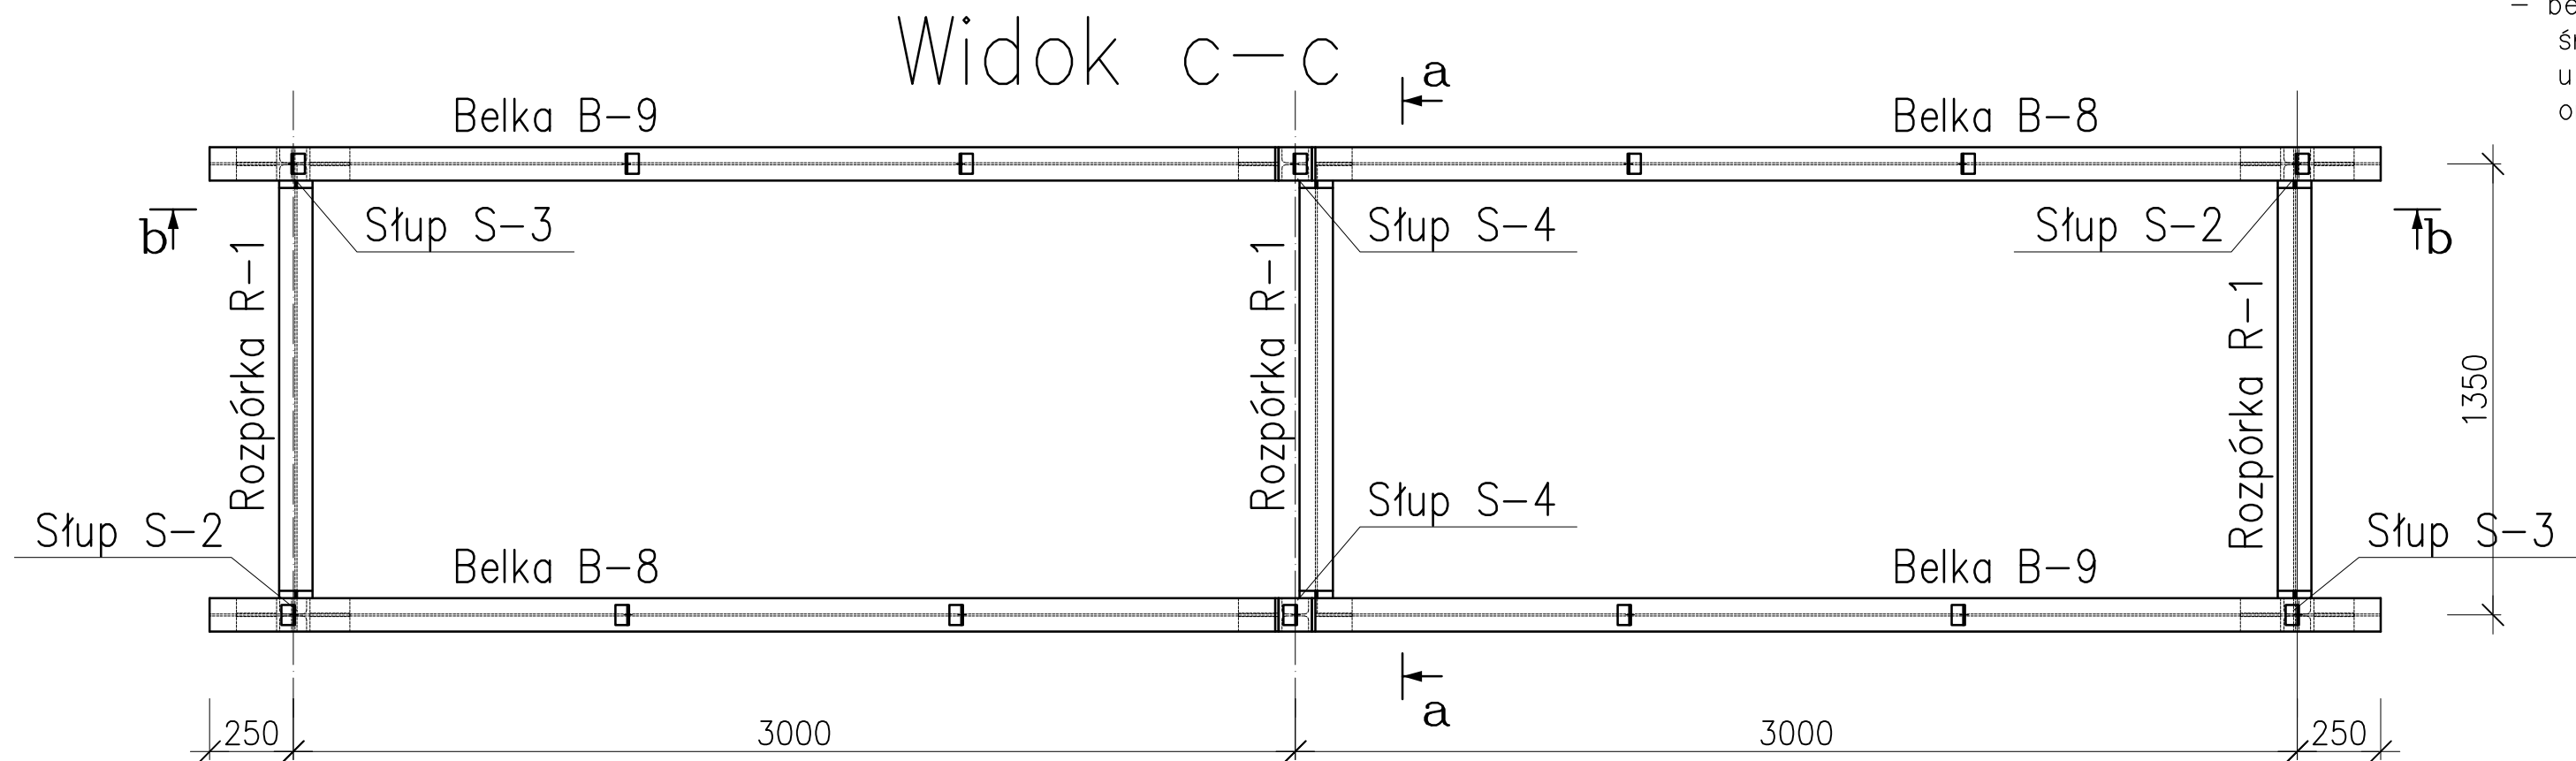 Widok c-c
a
Belka B-9
Belka B-8
b
Słup S-3
Słup S-4
Słup S-2
b
Rozpórka R-1
Rozpórka R-1
Rozpórka R-1
1350
Słup S-2
Słup S-4
Słup S-3
Belka B-8
Belka B-9
a
250
3000
3000
250